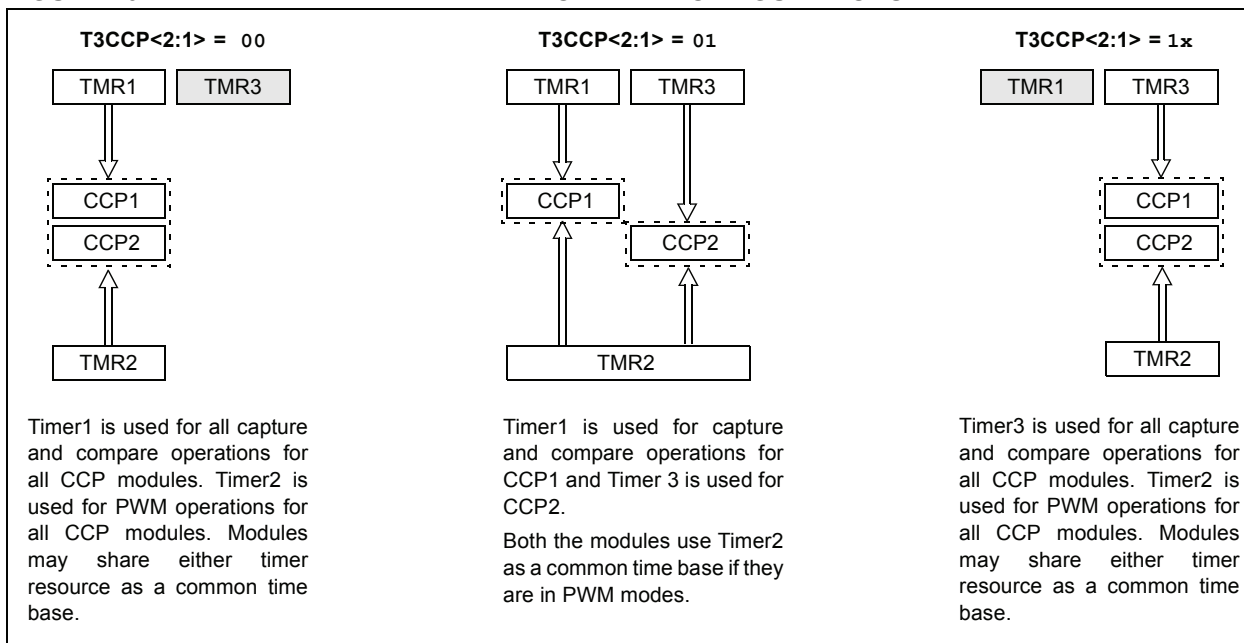 T3CCP<2:1> = 00
TMR1 TMR3
CCP1
CCP2
TMR2
Timer1 is used for all capture
and compare operations for
all CCP modules. Timer2 is
used for PWM operations for
all CCP modules. Modules
may share either timer
resource as a common time
base.
T3CCP<2:1> = 01
TMR1 TMR3
CCP1
CCP2
TMR2
Timer1 is used for capture
and compare operations for
CCP1 and Timer 3 is used for
CCP2.
Both the modules use Timer2
as a common time base if they
are in PWM modes.
T3CCP<2:1> = 1x
TMR1 TMR3
CCP1
CCP2
TMR2
Timer3 is used for all capture
and compare operations for
all CCP modules. Timer2 is
used for PWM operations for
all CCP modules. Modules
may share either timer
resource as a common time
base.